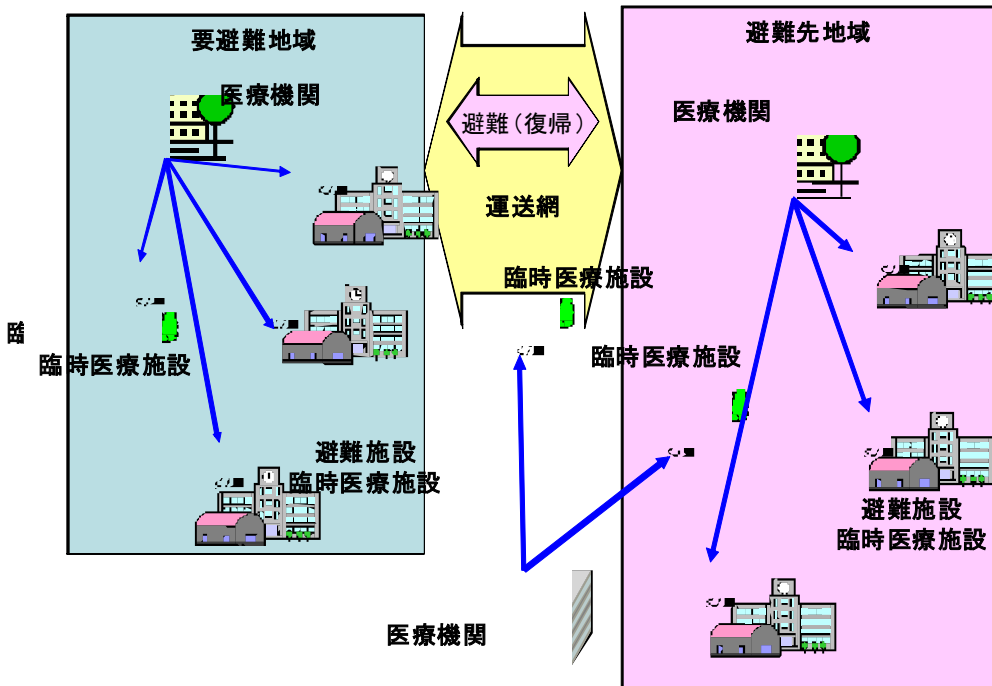 要避難地域
避難先地域
医療機関
医療機関
避難（復帰）
運送網
臨時医療施設
臨
臨時医療施設
臨時医療施設
避難施設
臨時医療施設
避難施設
臨時医療施設
医療機関